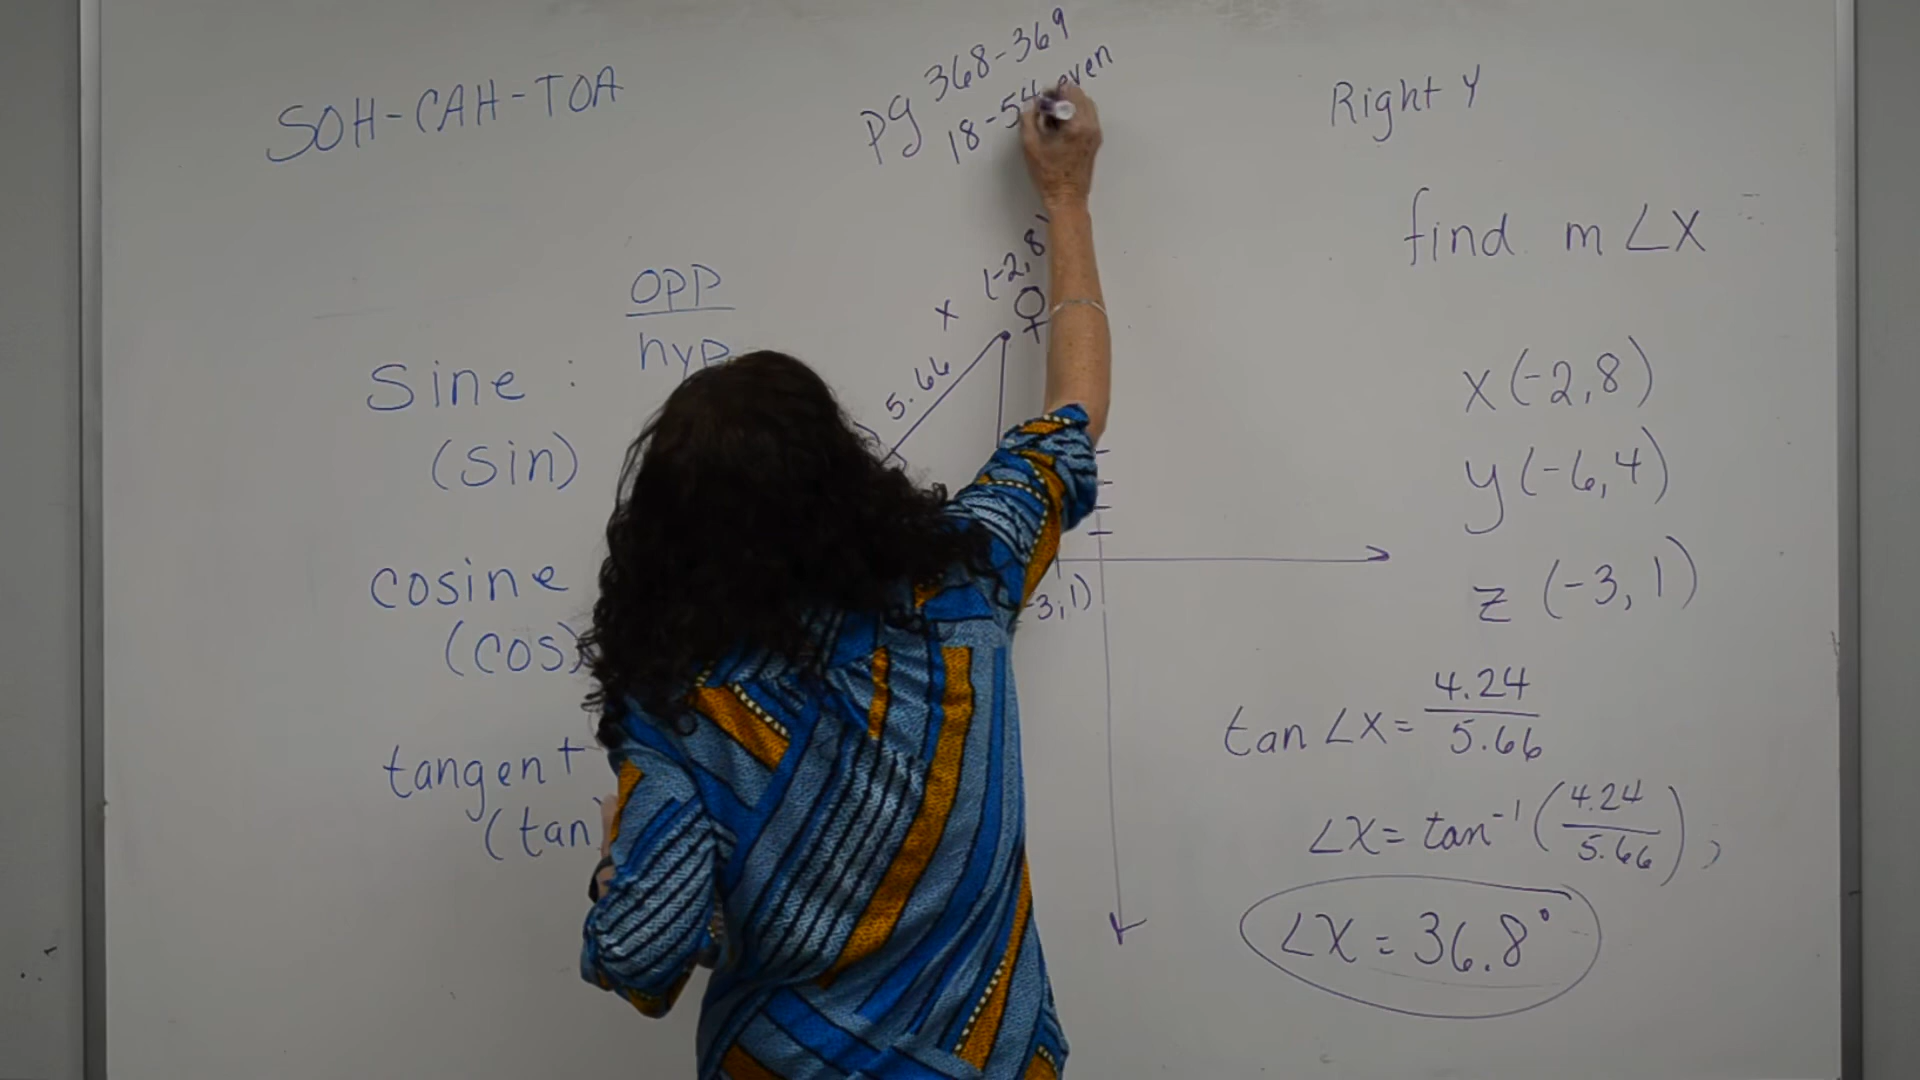 SOH-CAH-TOA
pg 368-369
18-54 even
Right Y
find m∠X
opp
hyp
Sine :
(sin)
cosine
(cos)
tangent
(tan)
X
(-2,8)
5.66
-3,1)
x(-2,8)
y(-6,4)
z(-3,1)
tan ∠X= 4.24
5.66
∠X= tan⁻¹ (4.24
5.66)
∠X = 36.8°